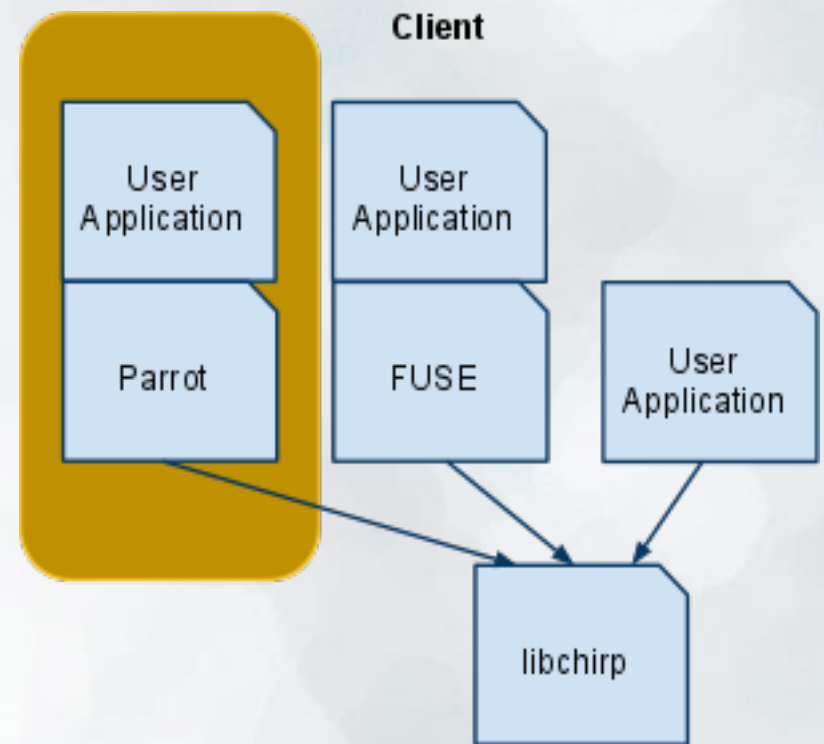 Client
User
Application
User
Application
Parrot
FUSE
User
Application
libchirp